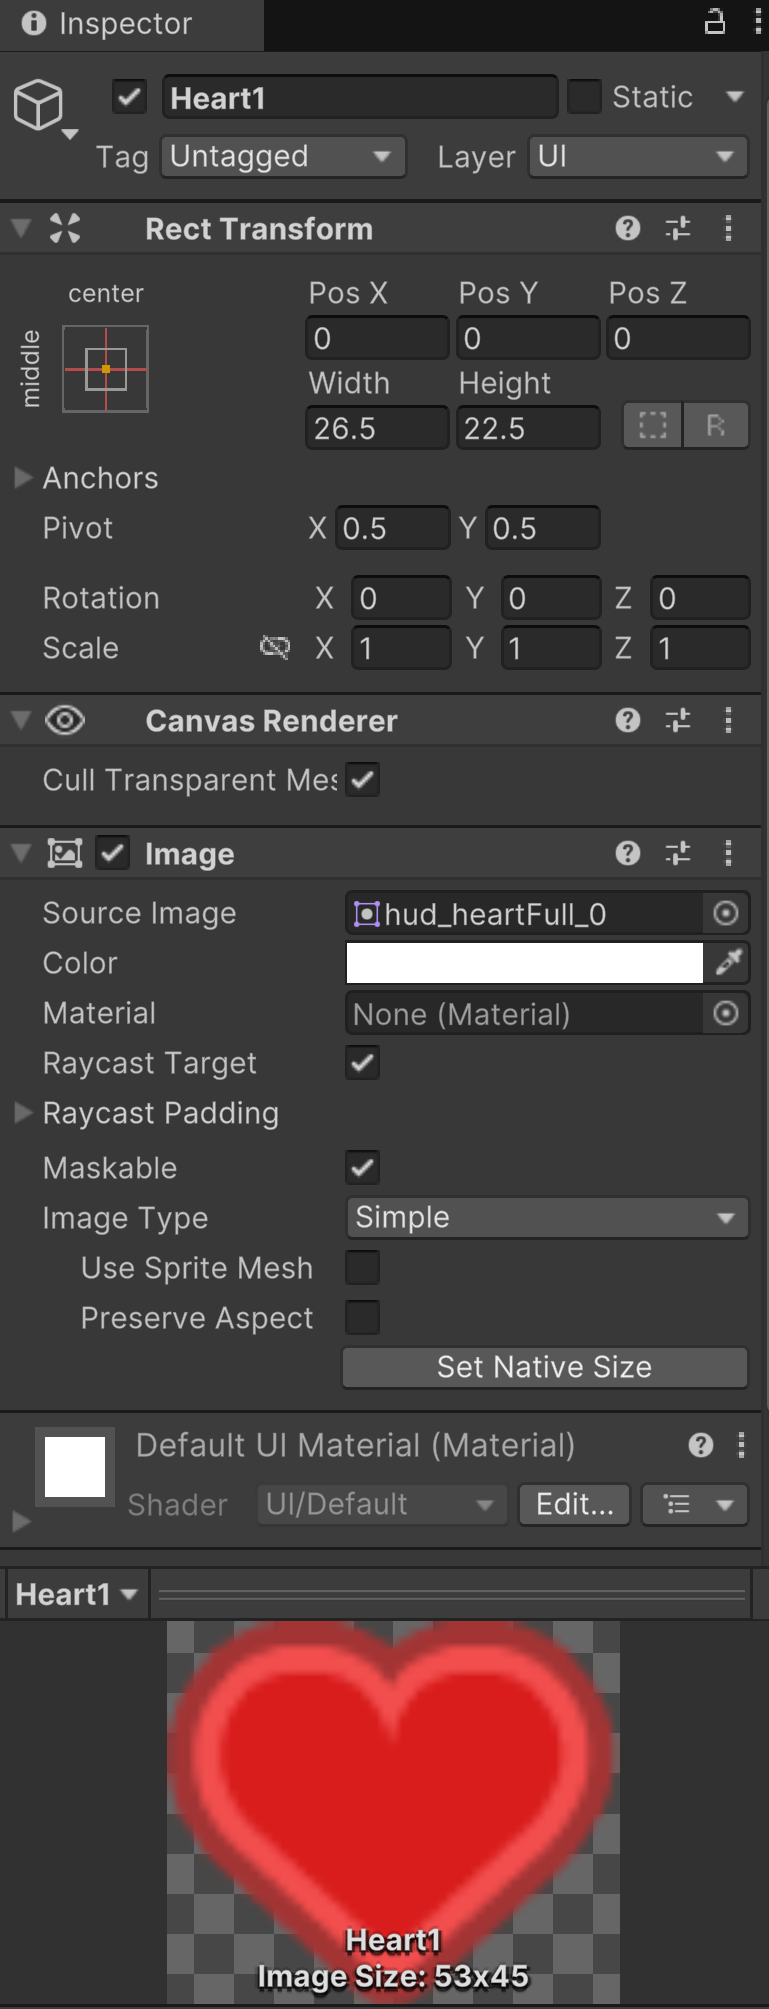 Inspector
Heart1
Static
Tag Untagged Layer UI
Rect Transform
center
middle
Pos X Pos Y Pos Z
0 0 0
Width Height
26.5 22.5
R
Anchors
Pivot X 0.5 Y 0.5
Rotation X 0 Y 0 Z 0
Scale X 1 Y 1 Z 1
Canvas Renderer
Cull Transparent Mes
Image
Source Image hud_heartFull_0
Color
Material None (Material)
Raycast Target
Raycast Padding
Maskable
Image Type Simple
Use Sprite Mesh
Preserve Aspect
Set Native Size
Default UI Material (Material)
Shader UI/Default Edit...
Heart1
Heart1
Image Size: 53x45